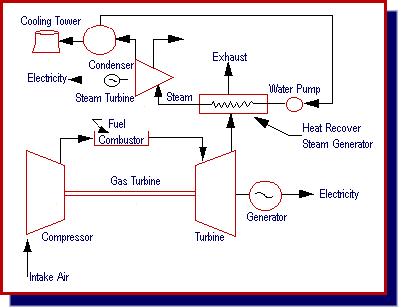 Cooling Tower
Condenser
Exhaust
Electricity
Steam Turbine
Steam
Water Pump
Fuel
Combustor
Heat Recover
Steam Generator
Gas Turbine
Electricity
Generator
Compressor
Turbine
Intake Air